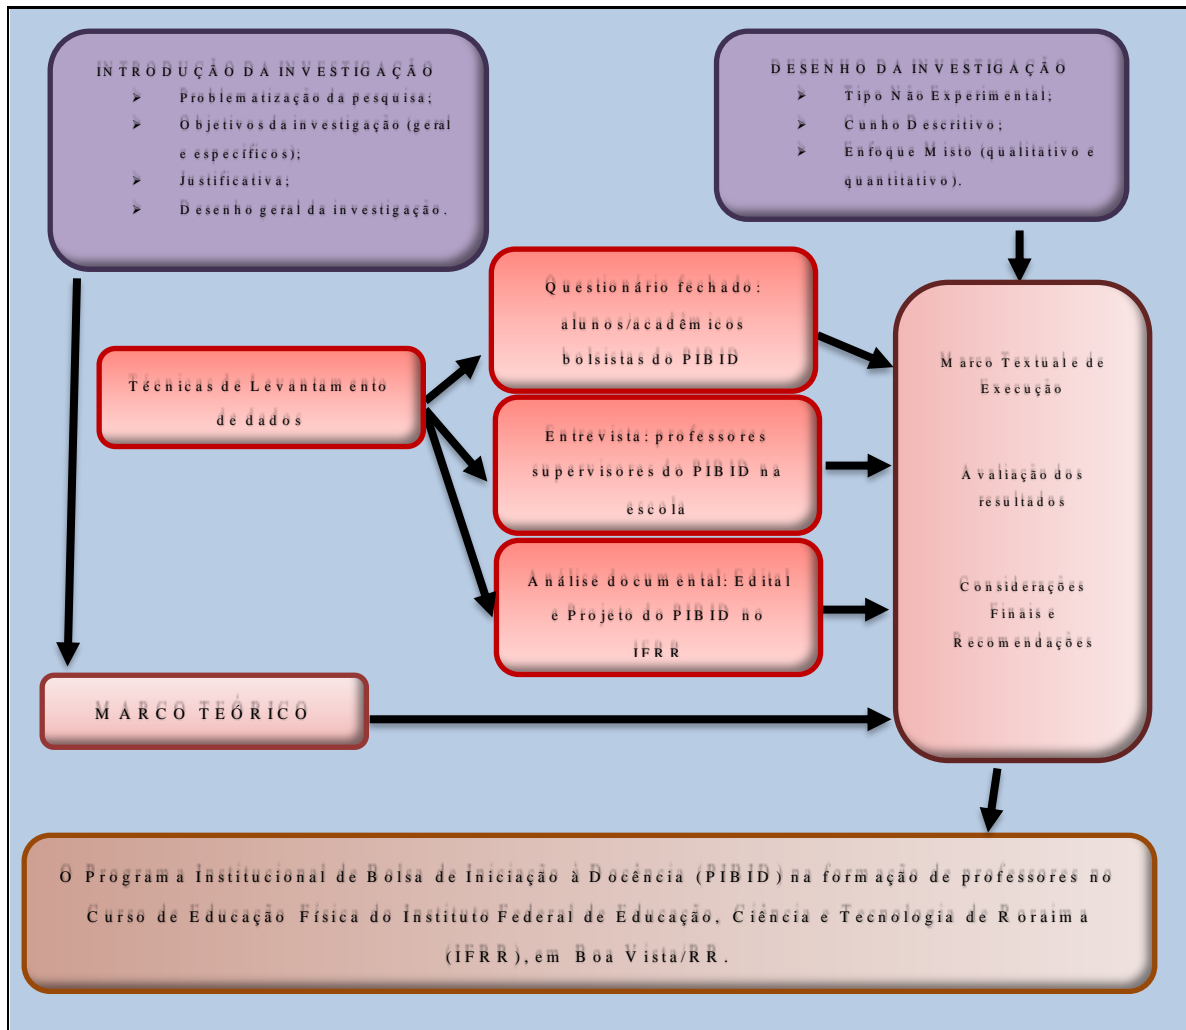 INTRODUÇÃO DA INVESTIGAÇÃO
➢ Problematização da pesquisa;
➢ Objetivos da investigação (geral
e específicos);
➢ Justificativa;
➢ Desenho geral da investigação.
DESENHO DA INVESTIGAÇÃO
➢ Tipo Não Experimental;
➢ Cunho Descritivo;
➢ Enfoque Misto (qualitativo e
quantitativo).
Técnicas de Levantamento
de dados
Questionário fechado:
alunos/acadêmicos
bolsistas do PIBID
Entrevista: professores
supervisores do PIBID na
escola
Análise documental: Edital
e Projeto do PIBID no
IFRR
Marco Textuale de
Execução
Avaliação dos
resultados
Considerações
Finais e
Recomendações
MARCO TEÓRICO
O Programa Institucional de Bolsa de Iniciação à Docência (PIBID) na formação de professores no
Curso de Educação Física do Instituto Federal de Educação, Ciência e Tecnologia de Roraima
(IFRR), em Boa Vista/RR.